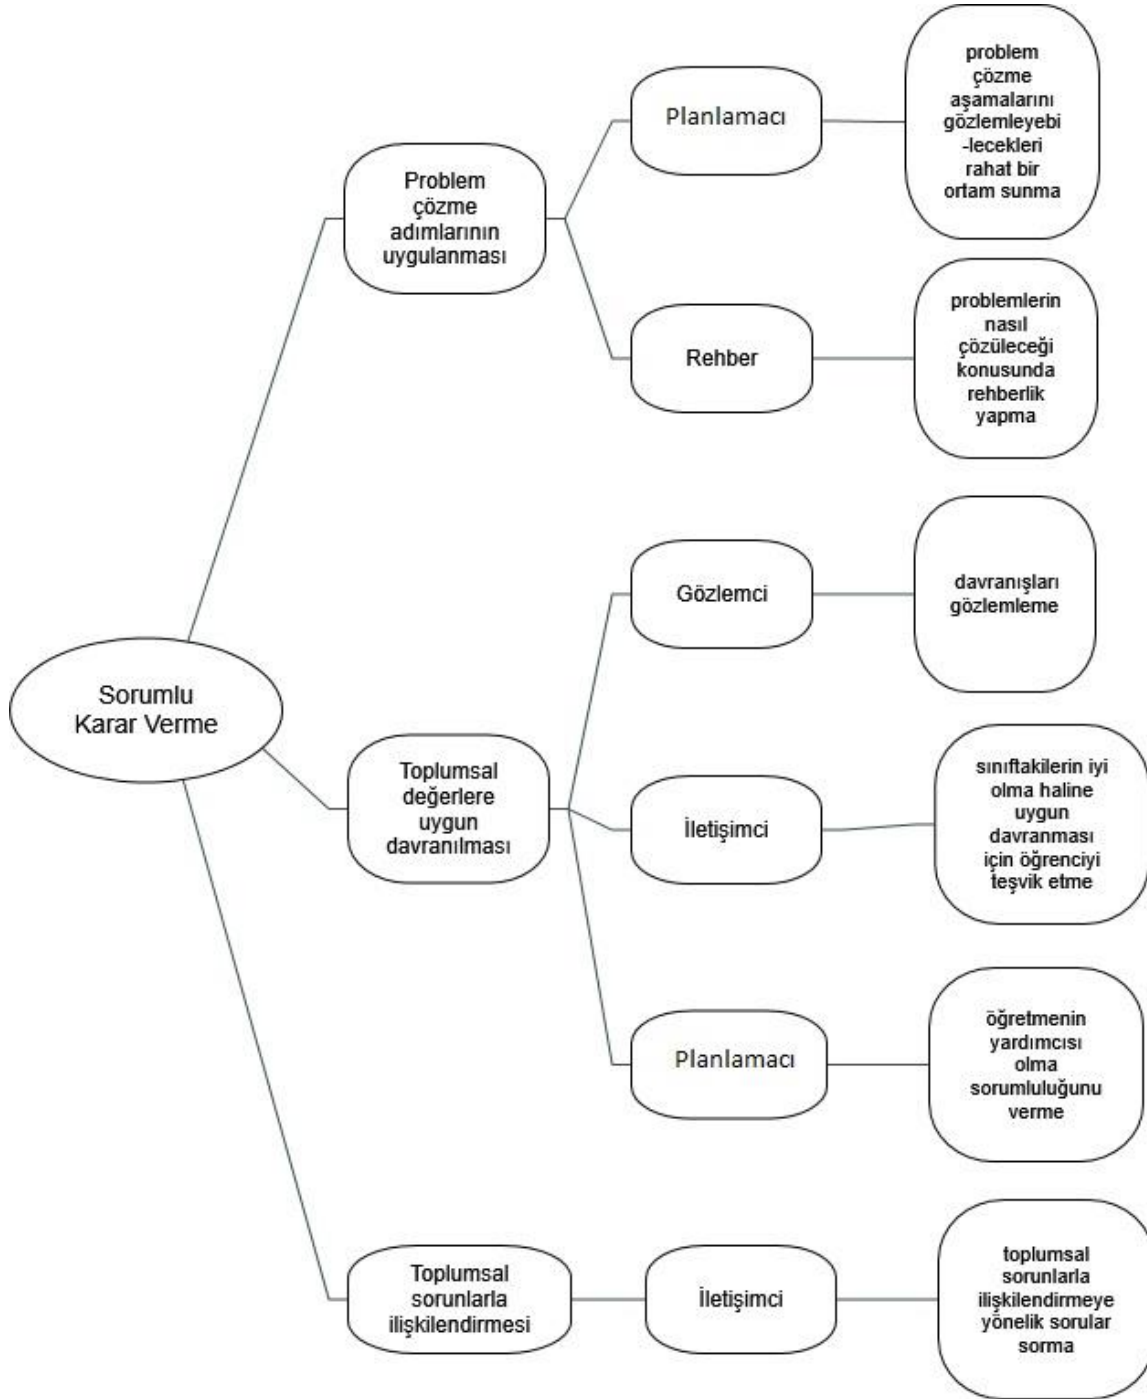 Sorumlu
Karar Verme
Problem
çözme
adımlarının
uygulanması
Planlamacı
problem
çözme
aşamalarını
gözlemleyebi
-lecekleri
rahat bir
ortam sunma
Rehber
problemlerin
nasıl
çözüleceği
konusunda
rehberlik
yapma
Toplumsal
değerlere
uygun
davranılması
Gözlemci
davranışları
gözlemleme
İletişimci
sınıftakilerin iyi
olma haline
uygun
davranması
için öğrenciyi
teşvik etme
Planlamacı
öğretmenin
yardımcısı
olma
sorumluluğunu
verme
Toplumsal
sorunlarla
ilişkilendirmesi
İletişimci
toplumsal
sorunlarla
ilişkilendirmeye
yönelik sorular
sorma